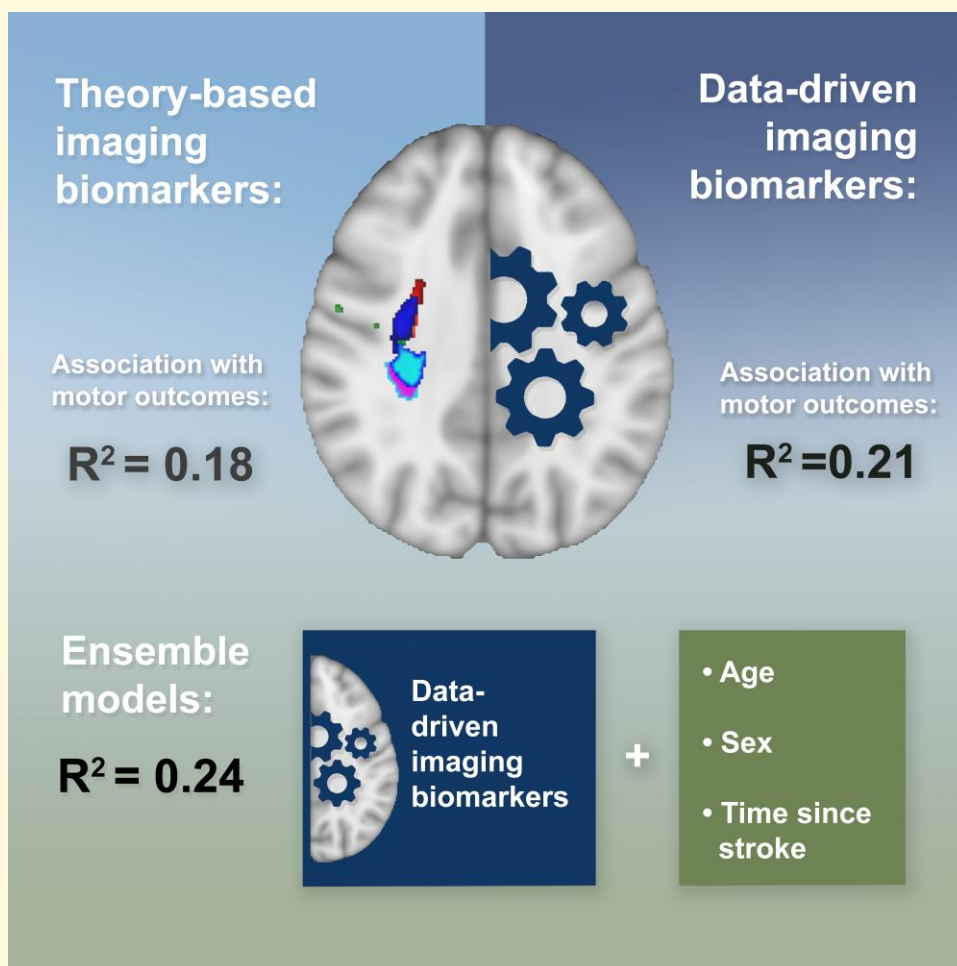 Theory-based
imaging
biomarkers:
Association with
motor outcomes:
R² = 0.18
Data-driven
imaging
biomarkers:
Association with
motor outcomes:
R² =0.21
Ensemble
models:
R² = 0.24
Data-
driven
imaging
biomarkers
+
• Age
• Sex
• Time since
stroke